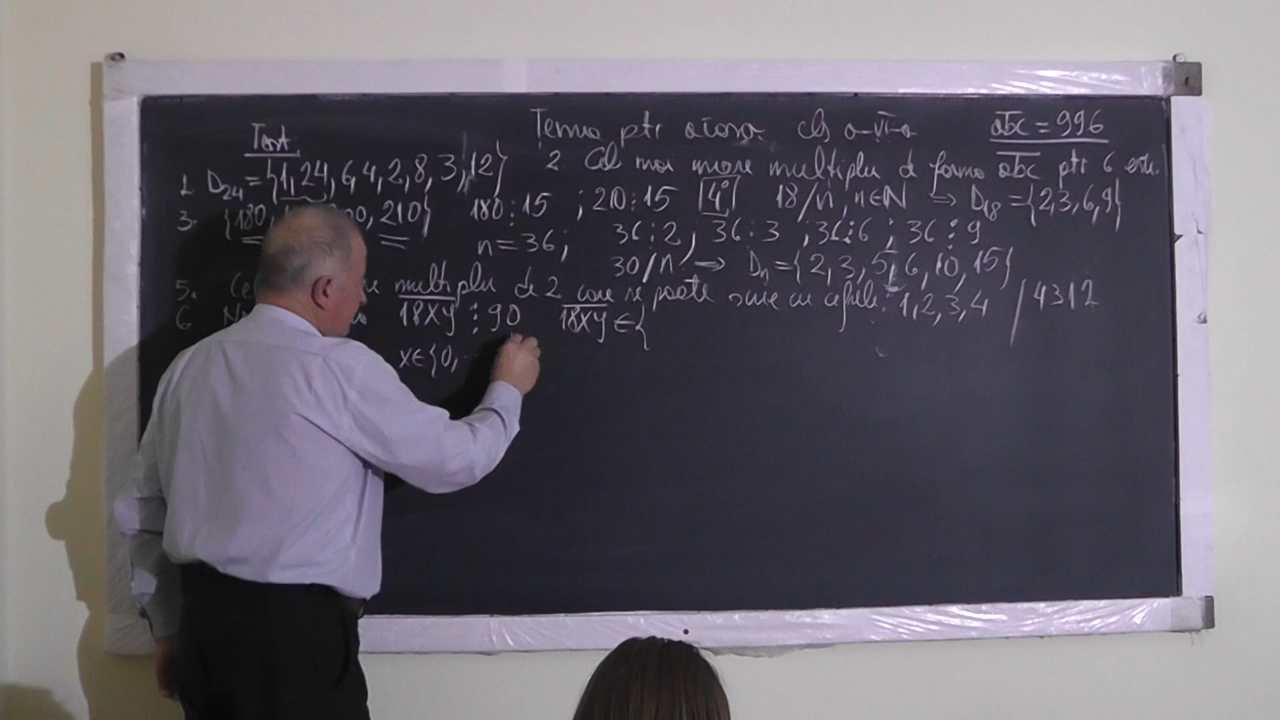 Test
Tema ptr acasa cls a-VI-a abc = 996
1. D24 = {1, 24, 6, 4, 2, 8, 3, 12} 2 Cel mai mare multiplu d forma abc ptr 6 este.
3. {180, 210} 180:15 ; 210:15 4° 18/n, n∈N ⇒ D18 = {2,3,6,9}
n=36; 36⋮2, 36⋮3 ; 36⋮6 ; 36⋮9
30/n → Dn = {2, 3, 5, 6, 10, 15}
5. multiplu de 2 care se poate scrie cu cifrele: 1,2,3,4 / 4312
6 18xy ⋮ 90 18xy ∈ {
x∈{0,